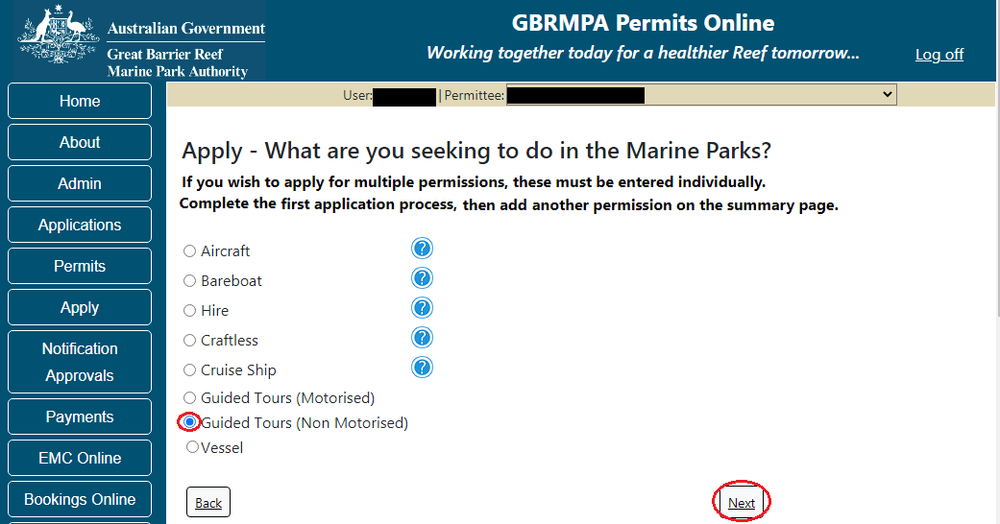 Australian Government
Great Barrier Reef
Marine Park Authority
GBRMPA Permits Online
Working together today for a healthier Reef tomorrow...
Log off
User: | Permittee:
Home
About
Admin
Applications
Permits
Apply
Notification
Approvals
Payments
EMC Online
Bookings Online
Apply - What are you seeking to do in the Marine Parks?
If you wish to apply for multiple permissions, these must be entered individually.
Complete the first application process, then add another permission on the summary page.
Aircraft ?
Bareboat ?
Hire ?
Craftless ?
Cruise Ship ?
Guided Tours (Motorised)
Guided Tours (Non Motorised)
Vessel
Back Next